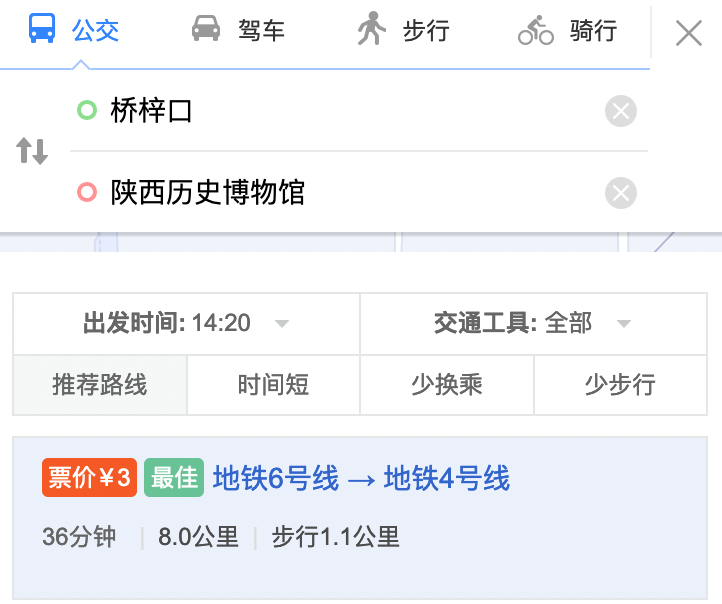 公交 驾车 步行 骑行
桥梓口
陕西历史博物馆
出发时间: 14:20 交通工具: 全部
推荐路线 时间短 少换乘 少步行
票价¥3 最佳 地铁6号线 → 地铁4号线
36分钟 | 8.0公里 | 步行1.1公里